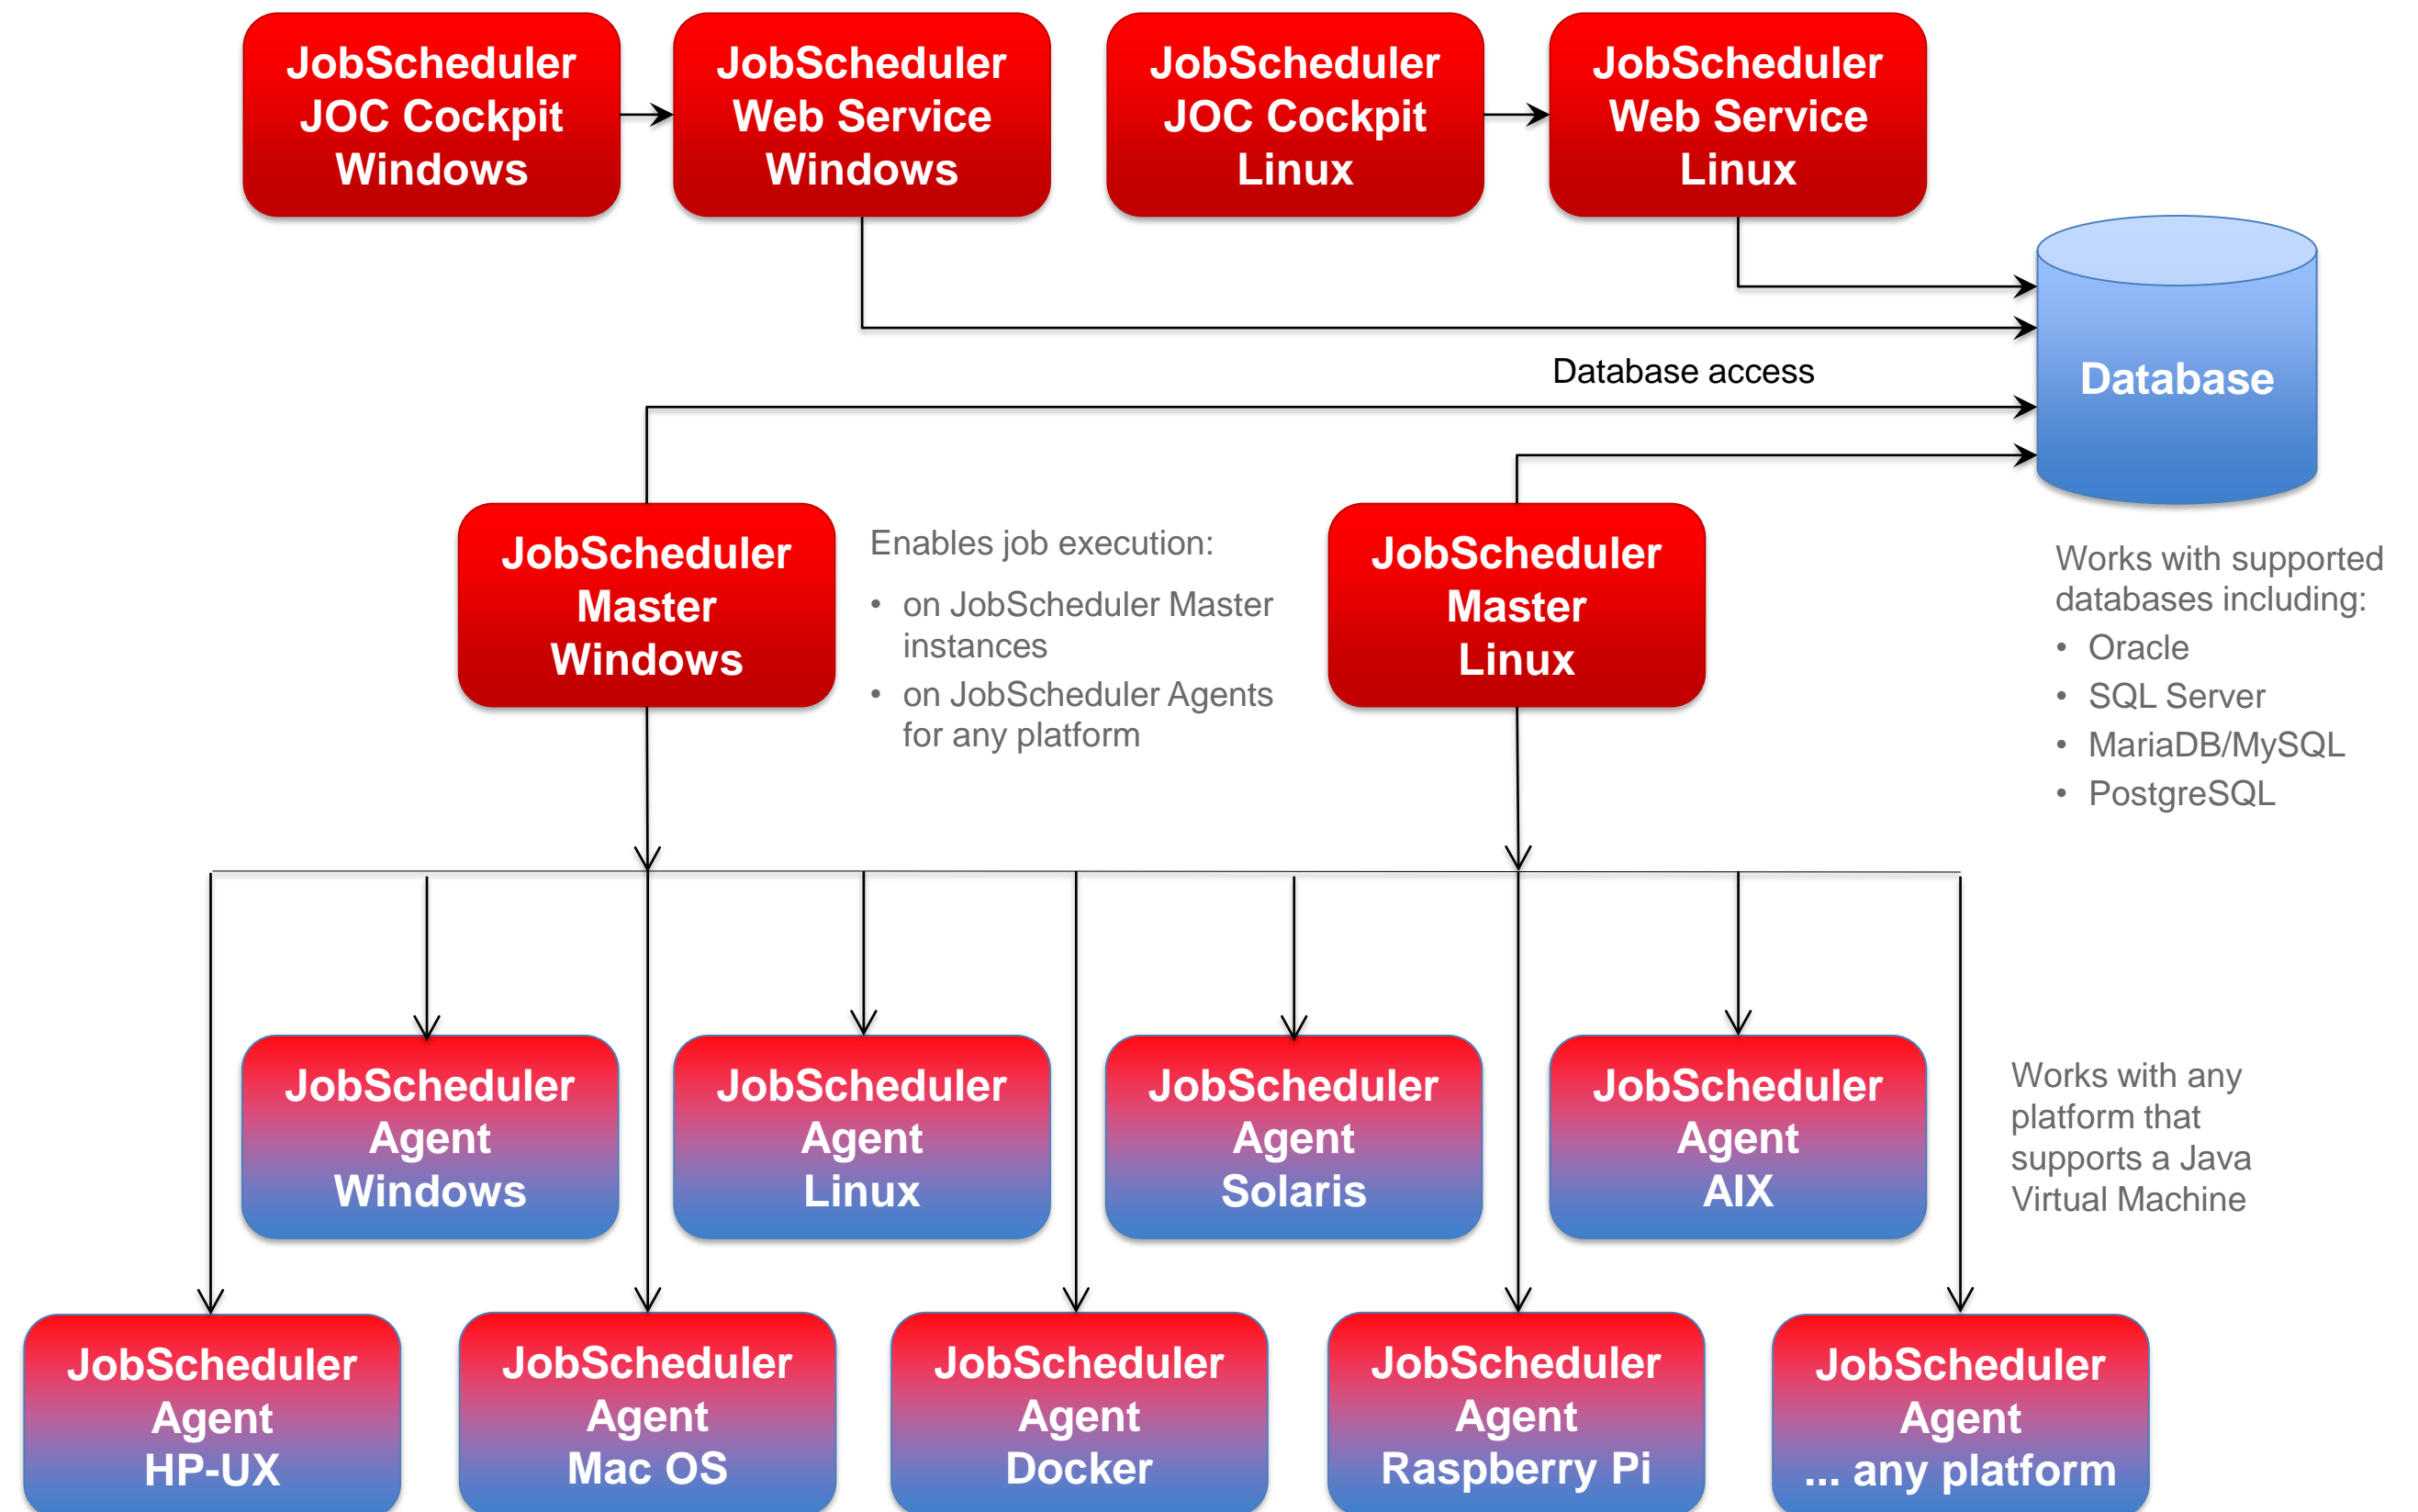 JobScheduler
JOC Cockpit
Windows
JobScheduler
Web Service
Windows
JobScheduler
JOC Cockpit
Linux
JobScheduler
Web Service
Linux
Database access
Database
JobScheduler
Master
Windows
Enables job execution:
• on JobScheduler Master
instances
• on JobScheduler Agents
for any platform
JobScheduler
Master
Linux
Works with supported
databases including:
• Oracle
• SQL Server
• MariaDB/MySQL
• PostgreSQL
JobScheduler
Agent
Windows
JobScheduler
Agent
Linux
JobScheduler
Agent
Solaris
JobScheduler
Agent
AIX
Works with any
platform that
supports a Java
Virtual Machine
JobScheduler
Agent
HP-UX
JobScheduler
Agent
Mac OS
JobScheduler
Agent
Docker
JobScheduler
Agent
Raspberry Pi
JobScheduler
Agent
... any platform